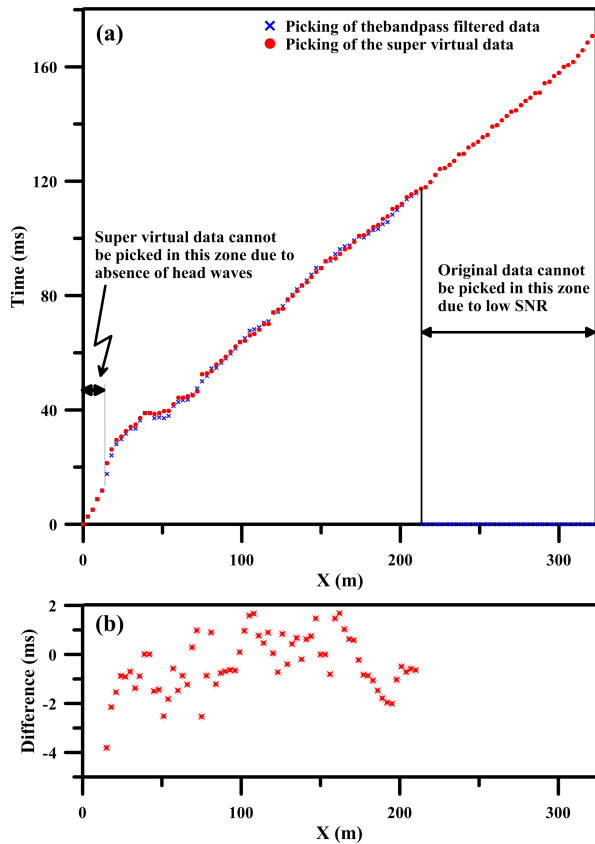 (a)
Picking of thebandpass filtered data
Picking of the super virtual data
160
120
80
40
0
Time (ms)
Super virtual data cannot
be picked in this zone due to
absence of head waves
Original data cannot
be picked in this zone
due to low SNR
0
100
200
300
X (m)
(b)
2
0
-2
-4
Difference (ms)
0
100
200
300
X (m)